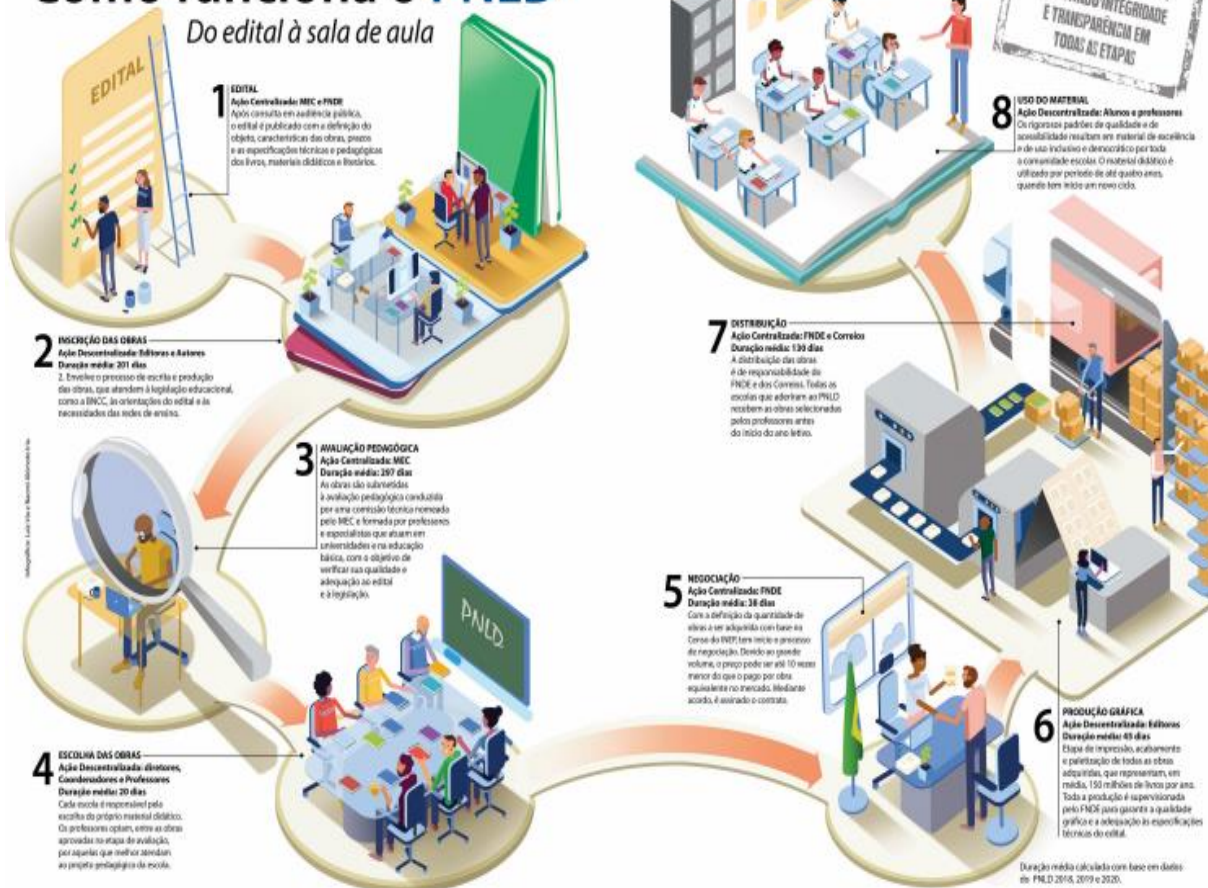 Como funciona o PNLD
Do edital à sala de aula
EDITAL
1 EDITAL
Ação Centralizada: MEC e FNDE
Após consulta em audiência pública,
o edital é publicado com a definição do
objeto, características das obras, prazos
e as especificações técnicas e pedagógicas
dos livros, materiais didáticos e literários.
2 INSCRIÇÃO DAS OBRAS
Ação Descentralizada: Editoras e Autores
Duração média: 201 dias
2. Envolve o processo de escrita e produção
das obras, que atendem à legislação educacional,
como a BNCC, às orientações do edital e às
necessidades das redes de ensino.
3 AVALIAÇÃO PEDAGÓGICA
Ação Centralizada: MEC
Duração média: 297 dias
As obras são submetidas
à avaliação pedagógica conduzida
por uma comissão técnica nomeada
pelo MEC e formada por professores
e especialistas que atuam em
universidades e na educação
básica, com o objetivo de
verificar sua qualidade e
adequação ao edital
e à legislação.
PNLD
4 ESCOLHA DAS OBRAS
Ação Descentralizada: diretores,
Coordenadores e Professores
Duração média: 20 dias
Cada escola é responsável pela
escolha do próprio material didático.
Os professores optam, entre as obras
aprovadas na etapa de avaliação,
por aquelas que melhor atendam
ao projeto pedagógico da escola.
5 NEGOCIAÇÃO
Ação Centralizada: FNDE
Duração média: 38 dias
Com a definição da quantidade de
obras a ser adquirida com base no
Censo do INEP, tem início o processo
de negociação. Devido ao grande
volume, o preço pode ser até 10 vezes
menor do que o pago por obra
equivalente no mercado. Mediante
acordo, é assinado o contrato.
6 PRODUÇÃO GRÁFICA
Ação Descentralizada: Editoras
Duração média: 45 dias
Etapa de impressão, acabamento
e paletização de todas as obras
adquiridas, que representam, em
média, 150 milhões de livros por ano.
Toda a produção é supervisionada
pelo FNDE para garantir a qualidade
gráfica e a adequação às especificações
técnicas do edital.
7 DISTRIBUIÇÃO
Ação Centralizada: FNDE e Correios
Duração média: 130 dias
A distribuição das obras
é de responsabilidade do
FNDE e dos Correios. Todas as
escolas que aderiram ao PNLD
recebem as obras selecionadas
pelos professores antes
do início do ano letivo.
8 USO DO MATERIAL
Ação Descentralizada: Alunos e professores
Os rigorosos padrões de qualidade e de
acessibilidade resultam em material de excelência
e de uso inclusivo e democrático por toda
a comunidade escolar. O material didático é
utilizado por período de até quatro anos,
quando tem início um novo ciclo.
INTEGRIDADE
E TRANSPARÊNCIA EM
TODAS AS ETAPAS
Duração média calculada com base em dados
do PNLD 2018, 2019 e 2020.